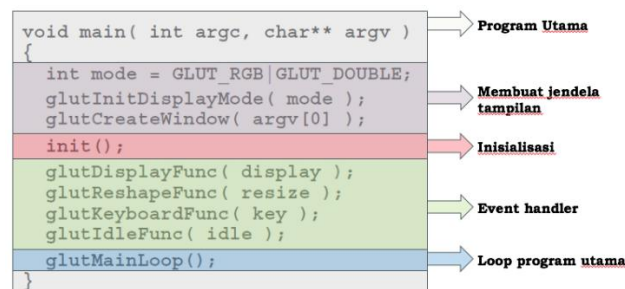 void main( int argc, char** argv )
{
int mode = GLUT_RGB|GLUT_DOUBLE;
glutInitDisplayMode( mode );
glutCreateWindow( argv[0] );
init();
glutDisplayFunc( display );
glutReshapeFunc( resize );
glutKeyboardFunc( key );
glutIdleFunc( idle );
glutMainLoop();
}
Program Utama
Membuat jendela
tampilan
Inisialisasi
Event handler
Loop program utama